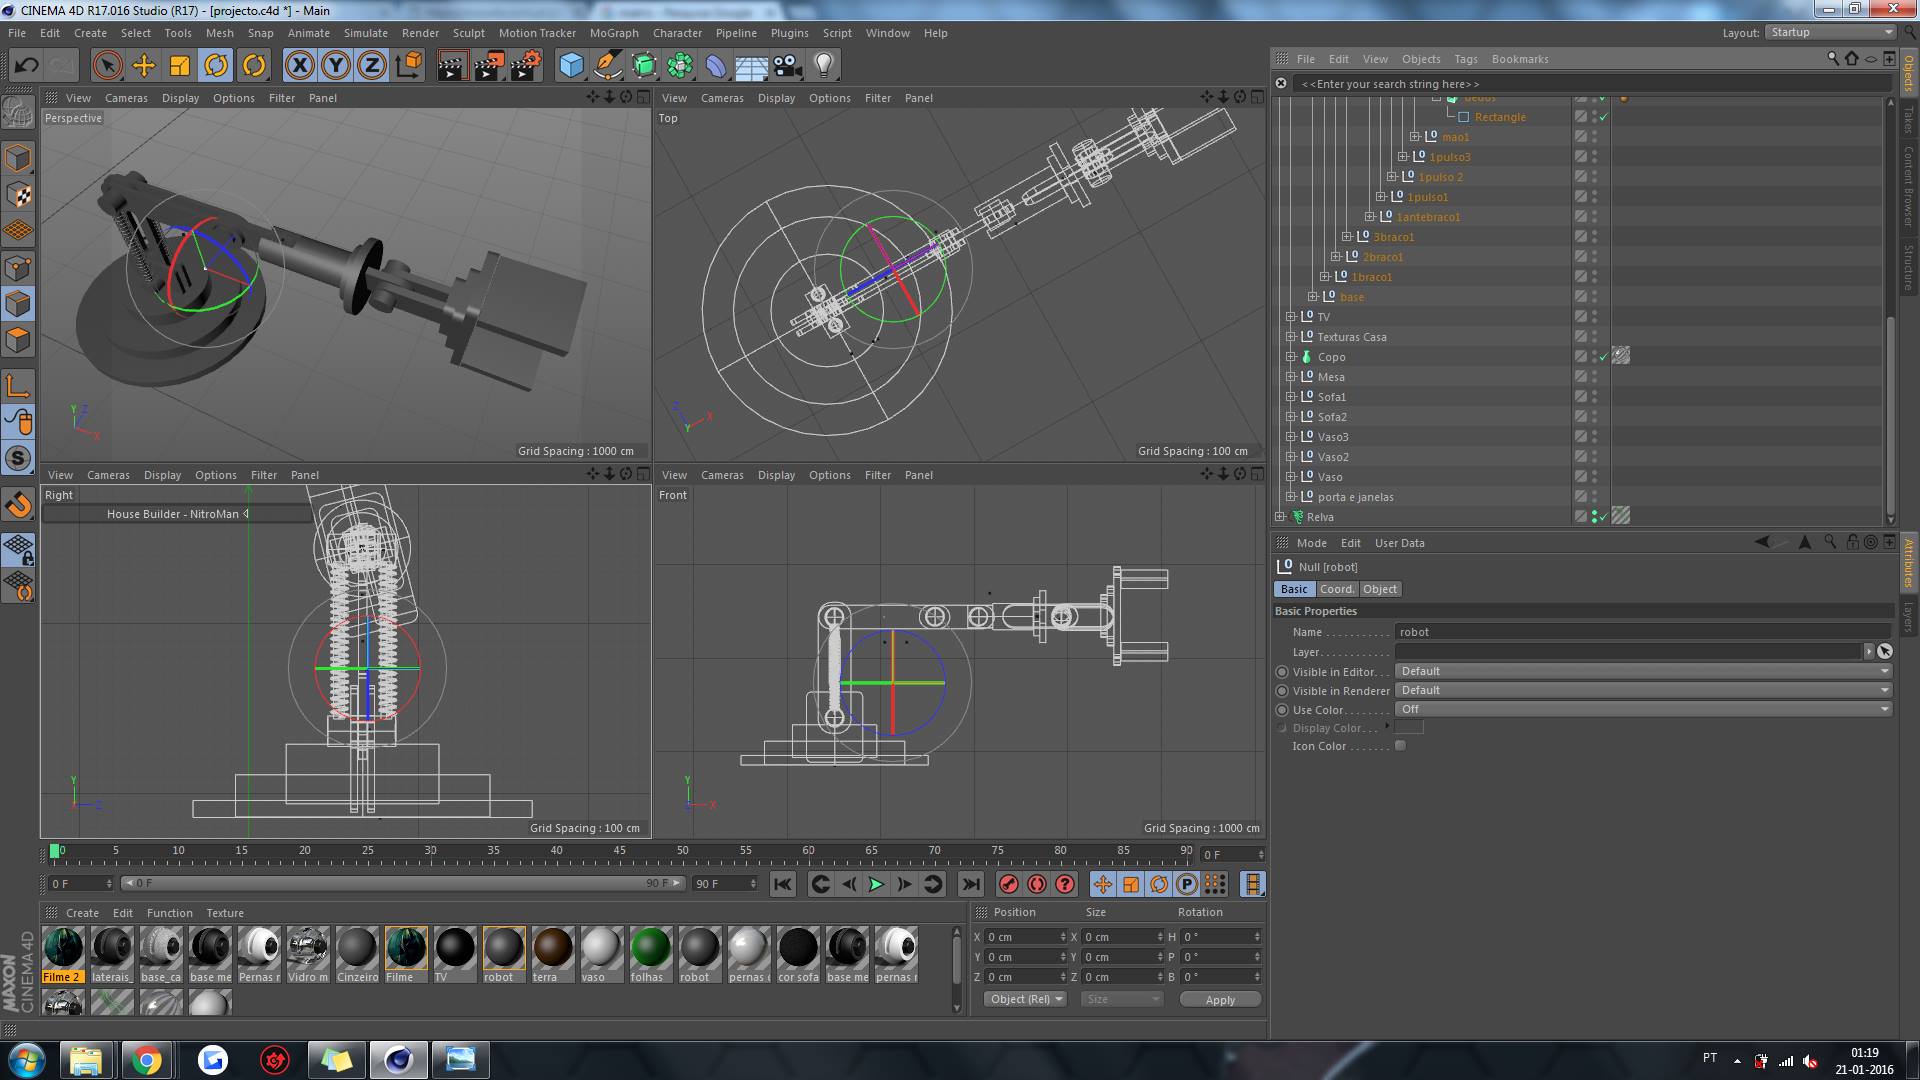 CINEMA 4D R17.016 Studio (R17) - [projecto.c4d *] - Main
File Edit Create Select Tools Mesh Snap Animate Simulate Render Sculpt Motion Tracker MoGraph Character Pipeline Plugins Script Window Help
Layout: Startup
X Y Z
File Edit View Objects Tags Bookmarks
<<Enter your search string here>>
View Cameras Display Options Filter Panel
Perspective
Grid Spacing : 1000 cm
View Cameras Display Options Filter Panel
Top
Grid Spacing : 100 cm
View Cameras Display Options Filter Panel
Right
House Builder - NitroMan
Grid Spacing : 100 cm
View Cameras Display Options Filter Panel
Front
Grid Spacing : 1000 cm
dedos
Rectangle
mao1
1pulso3
1pulso 2
1pulso1
1antebraco1
3braco1
2braco1
1braco1
base
TV
Texturas Casa
Copo
Mesa
Sofa1
Sofa2
Vaso3
Vaso2
Vaso
porta e janelas
Relva
Objects
Takes
Content Browser
Structure
Mode Edit User Data
Null [robot]
Basic Coord. Object
Basic Properties
Name . . . . . . . . . . . robot
Layer. . . . . . . . . . . .
Visible in Editor. . . Default
Visible in Renderer Default
Use Color. . . . . . . . Off
Display Color. . .
Icon Color . . . . . . .
Attributes
Layers
0 5 10 15 20 25 30 35 40 45 50 55 60 65 70 75 80 85 90
0 F
0 F 0 F 90 F 90 F
Create Edit Function Texture
Filme 2 laterais_ base_ca base me Pernas r Vidro m Cinzeiro Filme TV robot terra vaso folhas robot pernas cor sofa base me pernas r
Position Size Rotation
X 0 cm X 0 cm H 0 °
Y 0 cm Y 0 cm P 0 °
Z 0 cm Z 0 cm B 0 °
Object (Rel) Size Apply
MAXON
CINEMA 4D
PT
01:19
21-01-2016